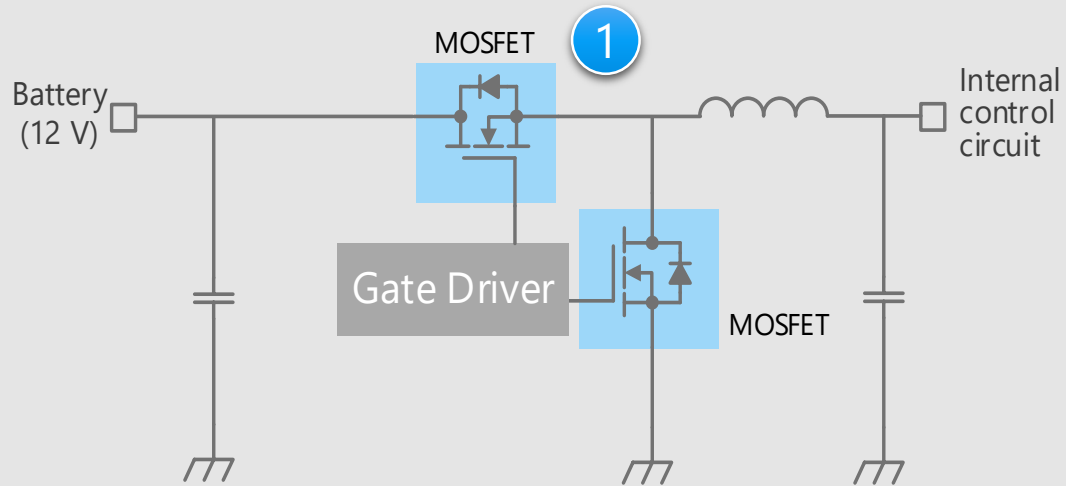 MOSFET
1
Battery
(12 V)
Internal
control
circuit
Gate Driver
MOSFET